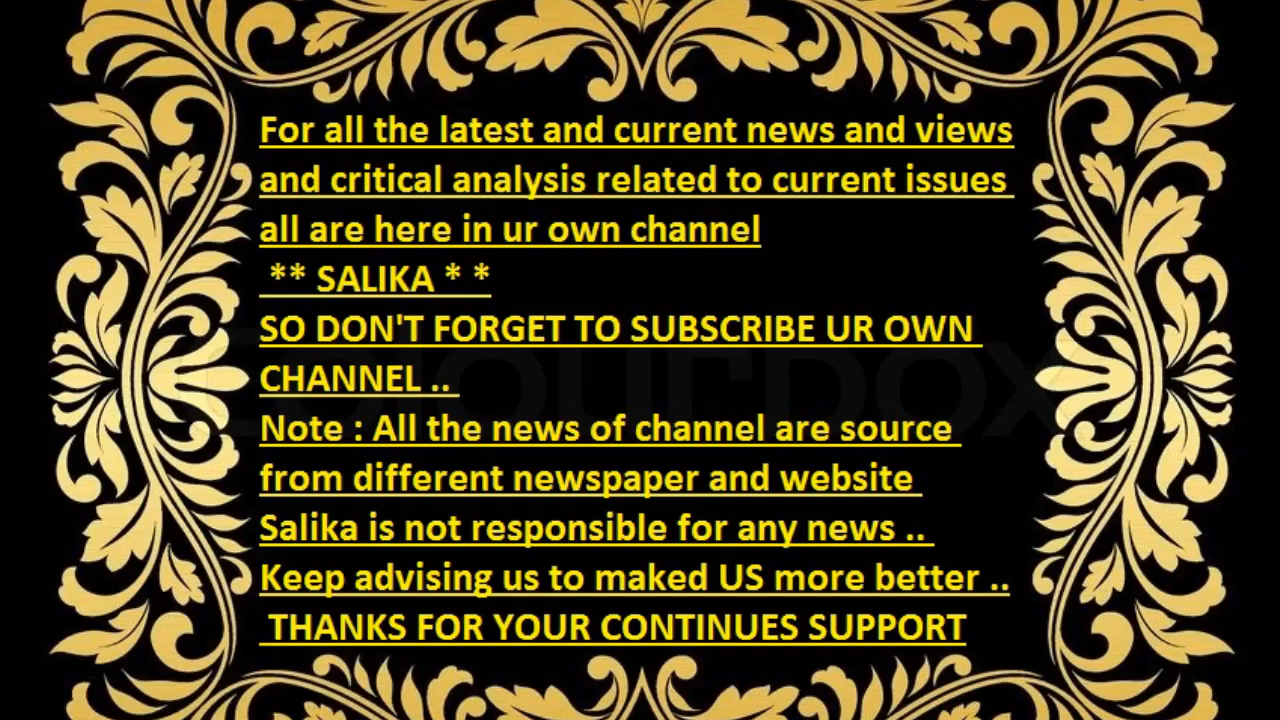 For all the latest and current news and views
and critical analysis related to current issues
all are here in ur own channel
** SALIKA * *
SO DON'T FORGET TO SUBSCRIBE UR OWN
CHANNEL ..
Note : All the news of channel are source
from different newspaper and website
Salika is not responsible for any news ..
Keep advising us to maked US more better ..
THANKS FOR YOUR CONTINUES SUPPORT